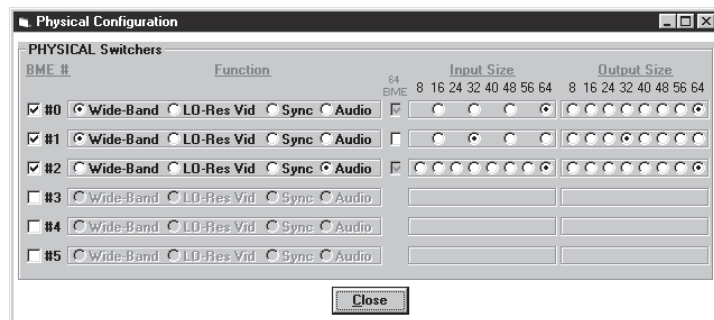 Physical Configuration
PHYSICAL Switchers
BME # Function 64 BME Input Size Output Size
8 16 24 32 40 48 56 64 8 16 24 32 40 48 56 64
#0 Wide-Band LO-Res Vid Sync Audio
#1 Wide-Band LO-Res Vid Sync Audio
#2 Wide-Band LO-Res Vid Sync Audio
#3 Wide-Band LO-Res Vid Sync Audio
#4 Wide-Band LO-Res Vid Sync Audio
#5 Wide-Band LO-Res Vid Sync Audio
Close